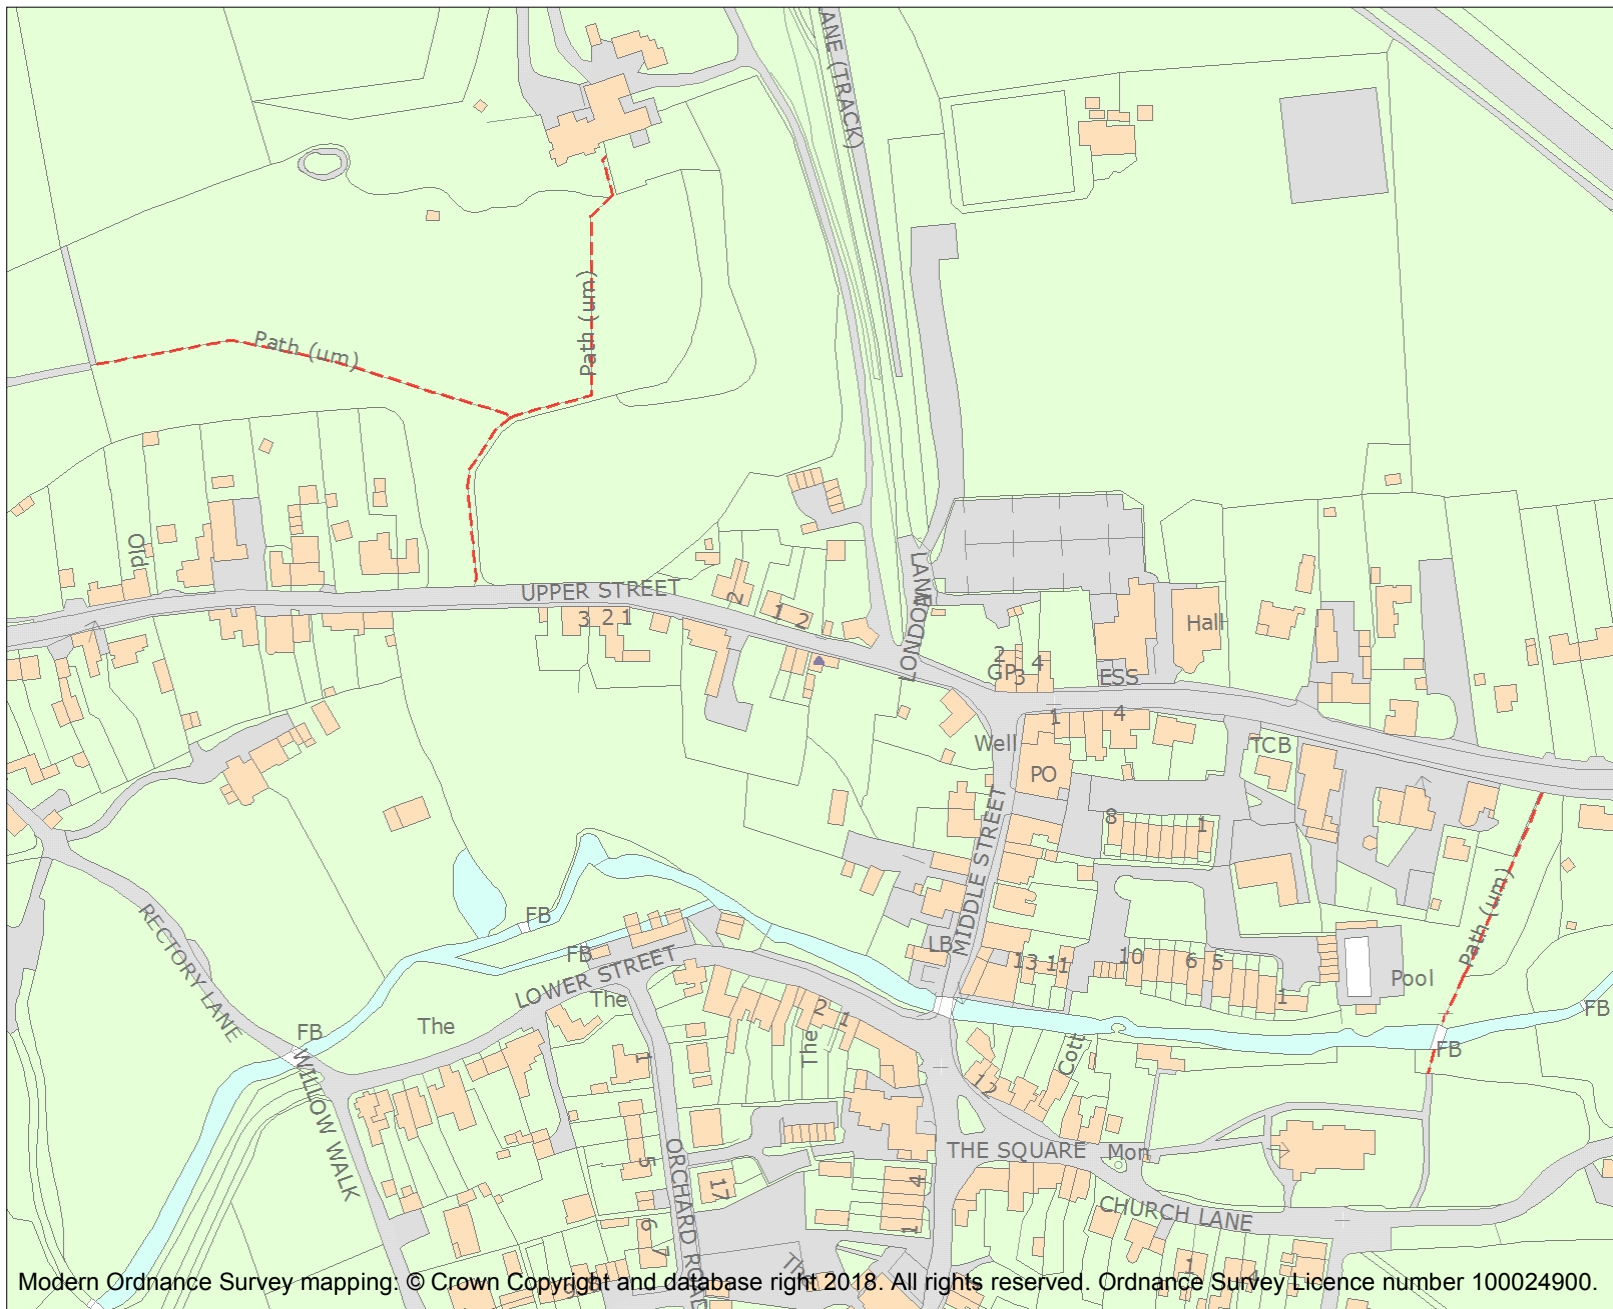 LANE (TRACK)
Path (um)
Path (um)
Old
UPPER STREET
3 2 1
2
1 2
LONDON LANE
2
GP
3
4
Hall
ESS
1
4
Well
PO
TCB
8
1
MIDDLE STREET
Path (um)
RECTORY LANE
FB
FB
LOWER STREET
The
The
LB
13
11
10
6
5
1
Pool
FB
FB
FB
2
1
The
1
Cott
12
WILLOW WALK
THE SQUARE
Mon
ORCHARD ROAD
5
17
4
1
6
7
CHURCH LANE
The
1
4
Modern Ordnance Survey mapping: © Crown Copyright and database right 2018. All rights reserved. Ordnance Survey Licence number 100024900.